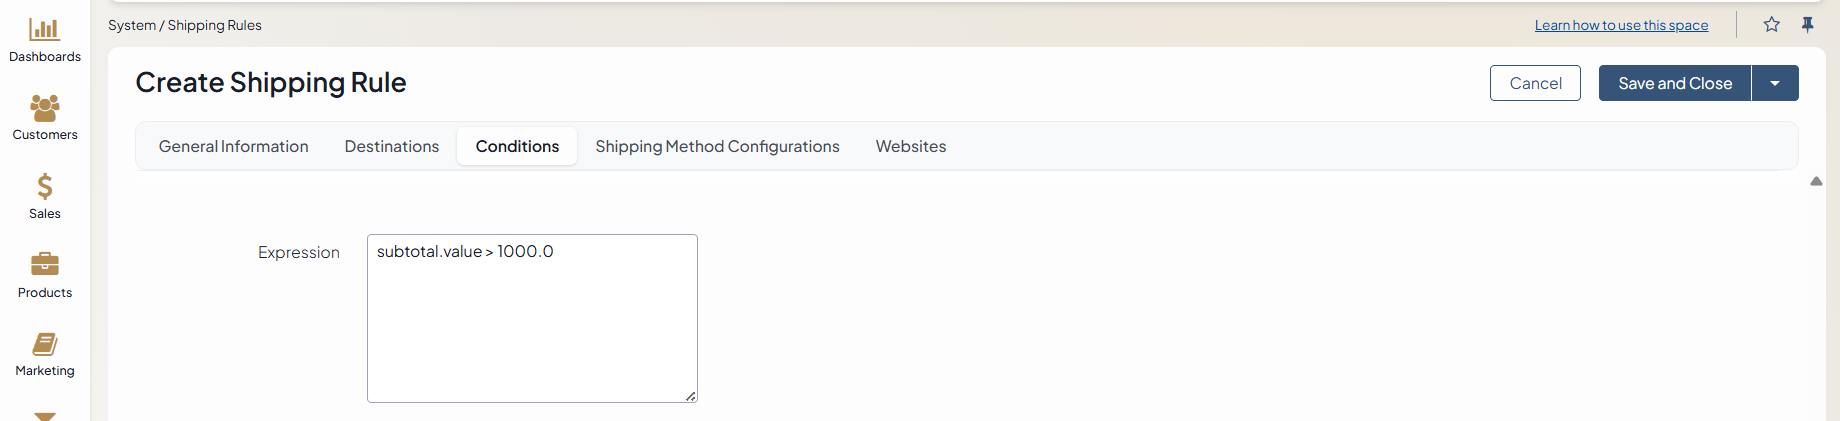 System / Shipping Rules
Learn how to use this space
Dashboards
Customers
Sales
Products
Marketing
Create Shipping Rule
Cancel
Save and Close
General Information
Destinations
Conditions
Shipping Method Configurations
Websites
Expression
subtotal.value > 1000.0